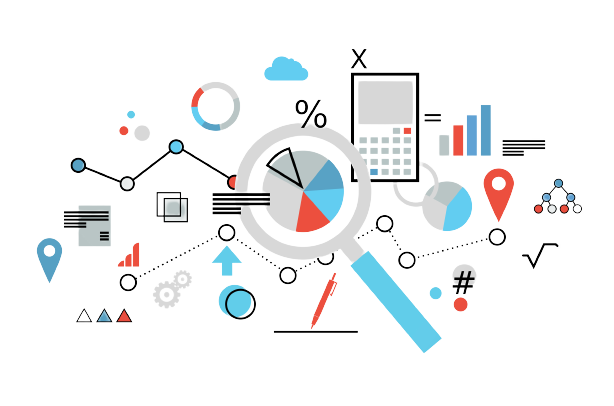 X
%
=
#